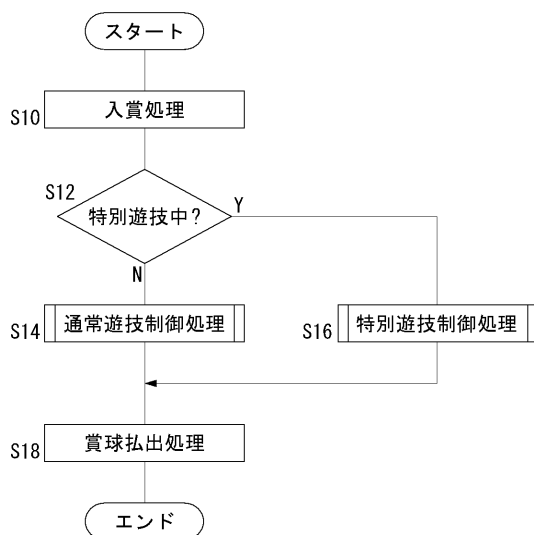 スタート
S10
入賞処理
S12
特別遊技中?
Y
N
S14
通常遊技制御処理
S16
特別遊技制御処理
S18
賞球払出処理
エンド